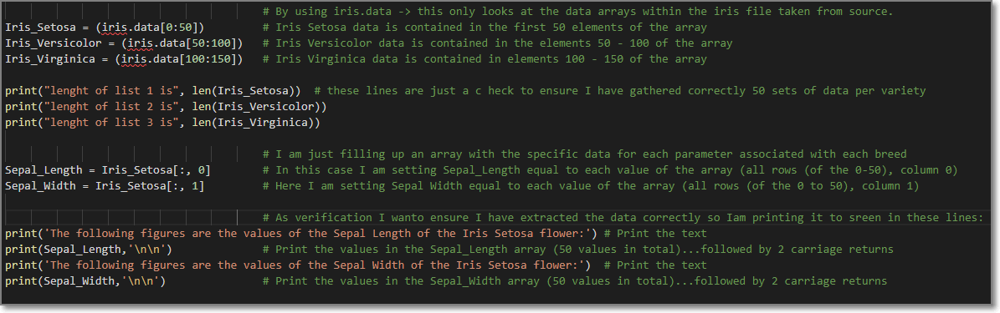 # By using iris.data -> this only looks at the data arrays within the iris file taken from source.
Iris_Setosa = (iris.data[0:50]) # Iris Setosa data is contained in the first 50 elements of the array
Iris_Versicolor = (iris.data[50:100]) # Iris Versicolor data is contained in the elements 50 - 100 of the array
Iris_Virginica = (iris.data[100:150]) # Iris Virginica data is contained in elements 100 - 150 of the array
print("lenght of list 1 is", len(Iris_Setosa)) # these lines are just a c heck to ensure I have gathered correctly 50 sets of data per variety
print("lenght of list 2 is", len(Iris_Versicolor))
print("lenght of list 3 is", len(Iris_Virginica))
# I am just filling up an array with the specific data for each parameter associated with each breed
Sepal_Length = Iris_Setosa[:, 0] # In this case I am setting Sepal_Length equal to each value of the array (all rows (of the 0-50), column 0)
Sepal_Width = Iris_Setosa[:, 1] # Here I am setting Sepal Width equal to each value of the array (all rows (of the 0 to 50), column 1)
# As verification I wanto ensure I have extracted the data correctly so Iam printing it to sreen in these lines:
print('The following figures are the values of the Sepal Length of the Iris Setosa flower:') # Print the text
print(Sepal_Length,'\n\n') # Print the values in the Sepal_Length array (50 values in total)...followed by 2 carriage returns
print('The following figures are the values of the Sepal Width of the Iris Setosa flower:') # Print the text
print(Sepal_Width,'\n\n') # Print the values in the Sepal_Width array (50 values in total)...followed by 2 carriage returns